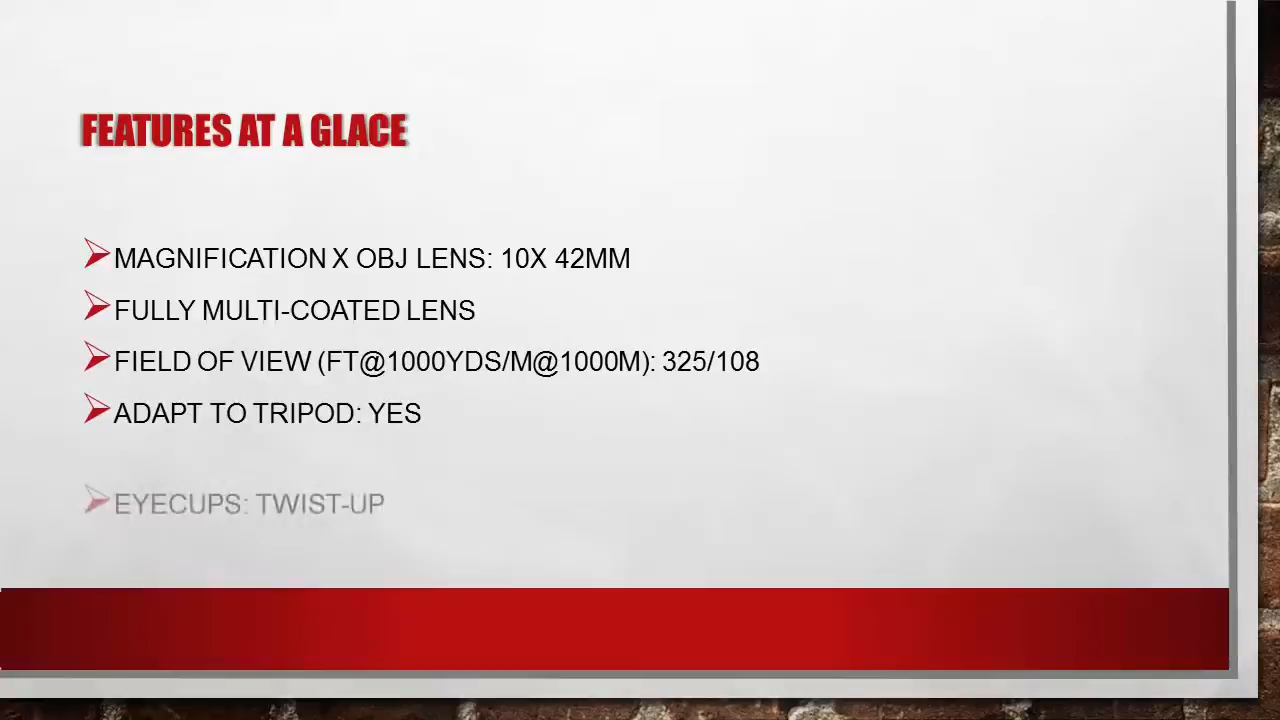 FEATURES AT A GLACE
MAGNIFICATION X OBJ LENS: 10X 42MM
FULLY MULTI-COATED LENS
FIELD OF VIEW (FT@1000YDS/M@1000M): 325/108
ADAPT TO TRIPOD: YES
EYECUPS: TWIST-UP